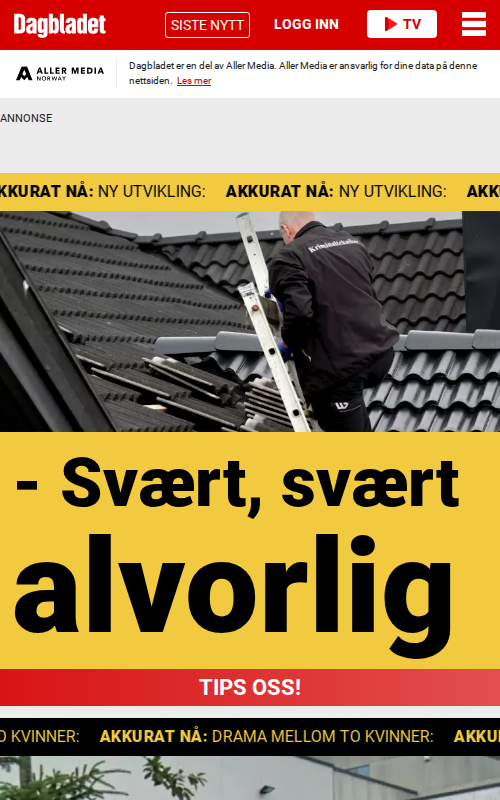 Dagbladet
SISTE NYTT
LOGG INN
TV
ALLER MEDIA
NORWAY
Dagbladet er en del av Aller Media. Aller Media er ansvarlig for dine data på denne
nettsiden. Les mer
ANNONSE
KKURAT NÅ: NY UTVIKLING: AKKURAT NÅ: NY UTVIKLING: AKK
Kriminaltekniker
- Svært, svært
alvorlig
TIPS OSS!
O KVINNER: AKKURAT NÅ: DRAMA MELLOM TO KVINNER: AKKU